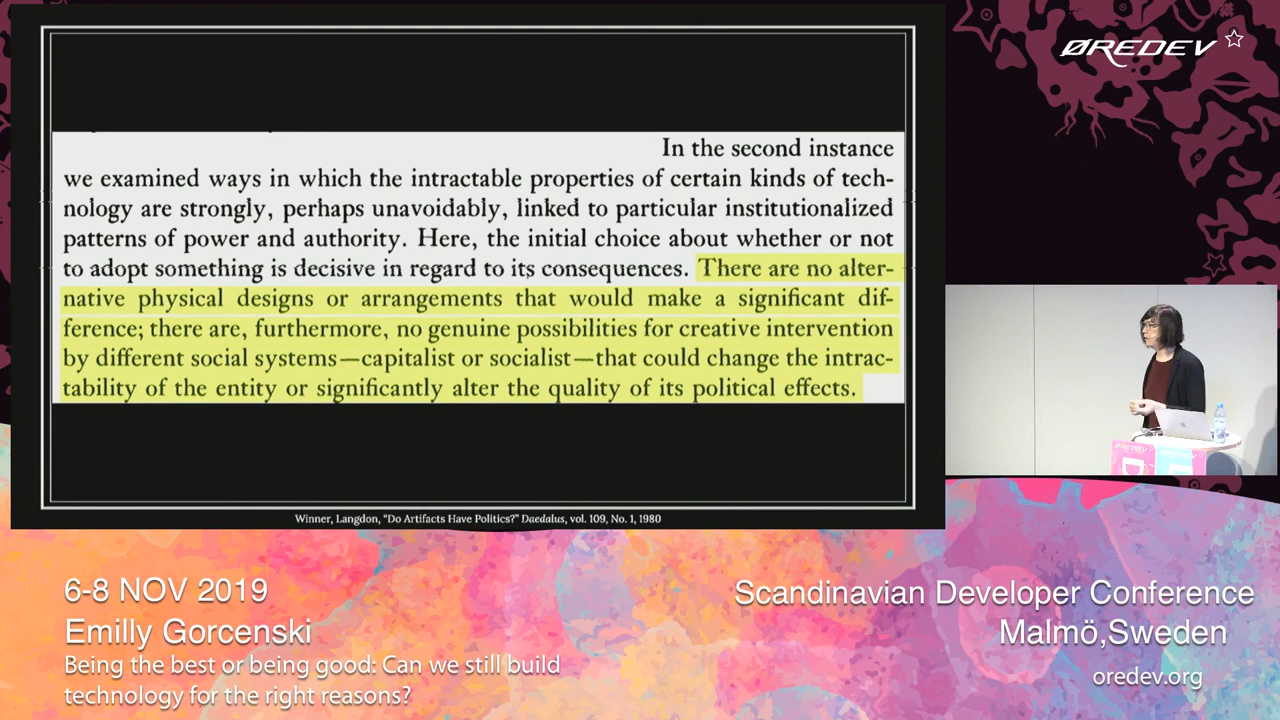 ØREDEV
In the second instance
we examined ways in which the intractable properties of certain kinds of tech-
nology are strongly, perhaps unavoidably, linked to particular institutionalized
patterns of power and authority. Here, the initial choice about whether or not
to adopt something is decisive in regard to its consequences. There are no alter-
native physical designs or arrangements that would make a significant dif-
ference; there are, furthermore, no genuine possibilities for creative intervention
by different social systems—capitalist or socialist—that could change the intrac-
tability of the entity or significantly alter the quality of its political effects.
Winner, Langdon, “Do Artifacts Have Politics?” Daedalus, vol. 109, No. 1, 1980
ØREDEV
6-8 NOV 2019
Emilly Gorcenski
Being the best or being good: Can we still build
technology for the right reasons?
Scandinavian Developer Conference
Malmö,Sweden
oredev.org